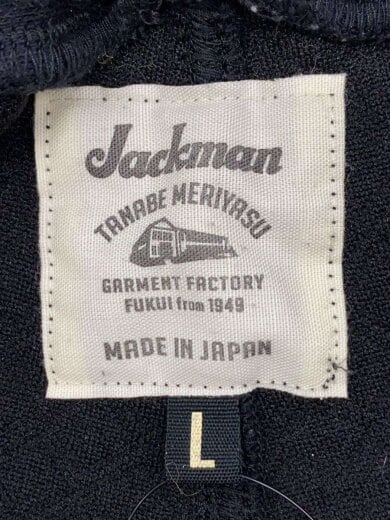 Jackman
TANABE MERIYASU
GARMENT FACTORY
FUKUI from 1949
MADE IN JAPAN
L